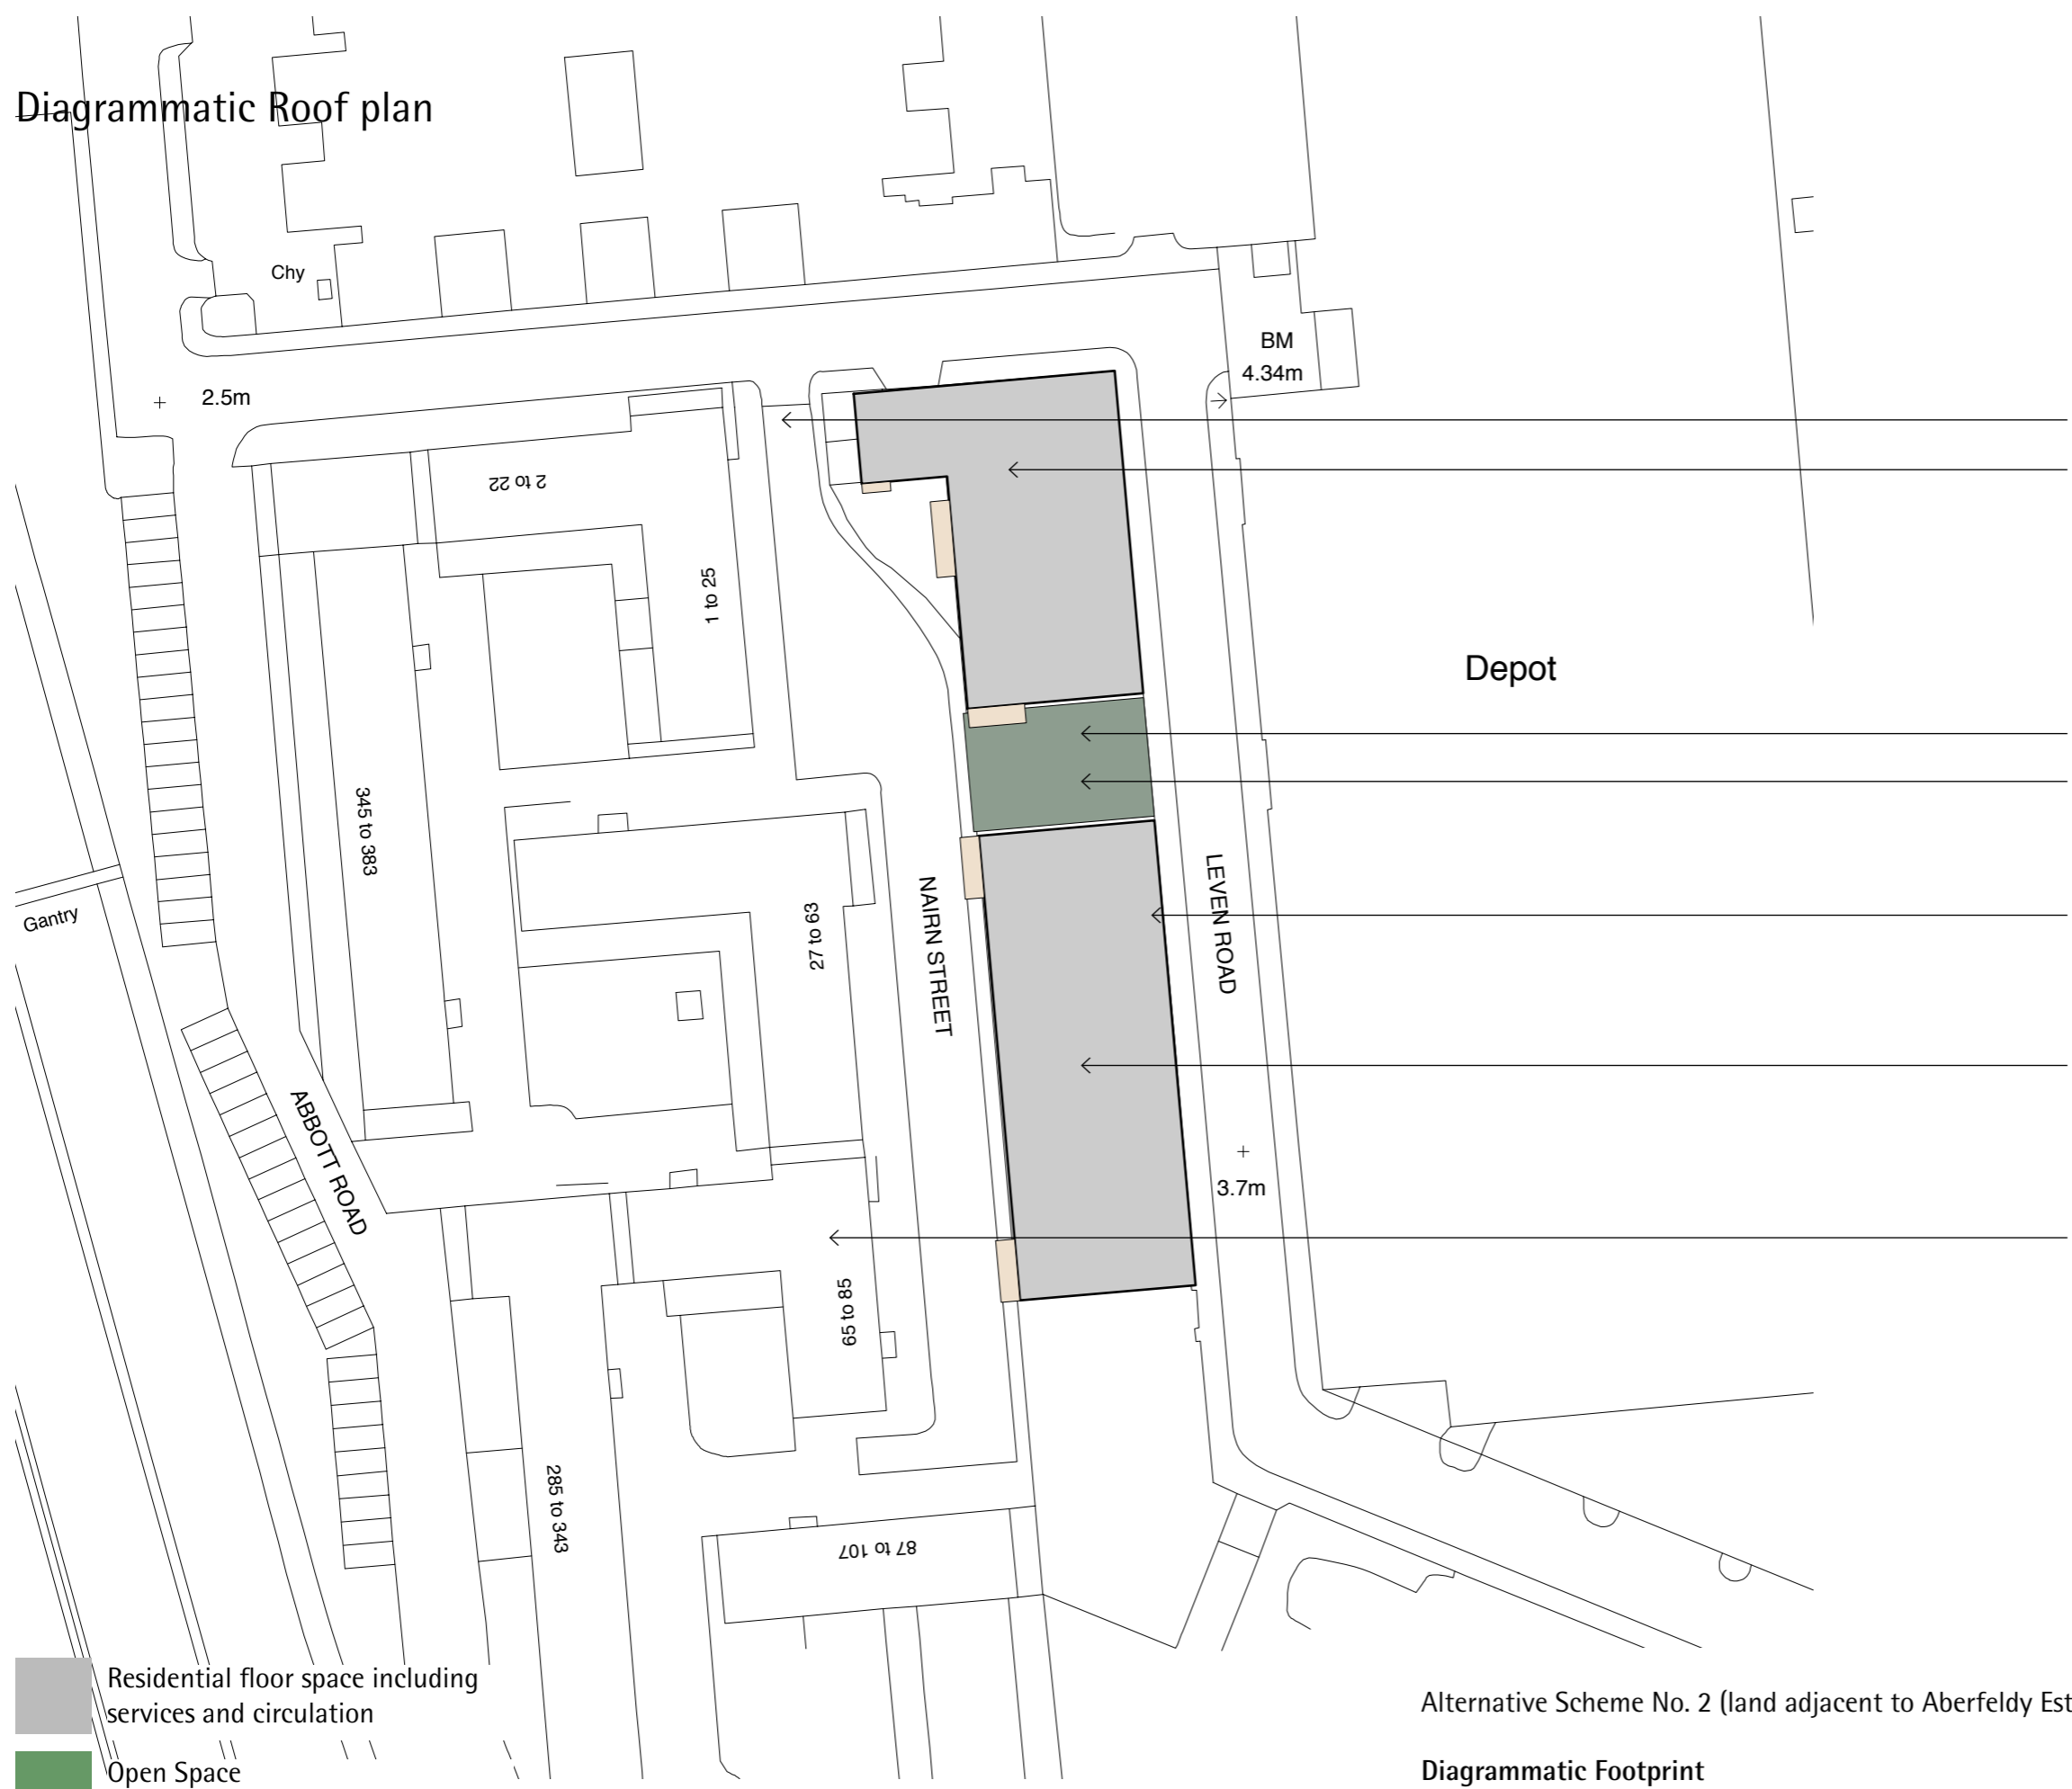 Diagrammatic Roof plan
Chy
BM
4.34m
2.5m
2 to 22
1 to 25
Depot
345 to 383
NAIRN STREET
LEVEN ROAD
27 to 63
Gantry
ABBOTT ROAD
3.7m
65 to 85
285 to 343
87 to 107
Residential floor space including
services and circulation
Open Space
Alternative Scheme No. 2 (land adjacent to Aberfeldy Est
Diagrammatic Footprint